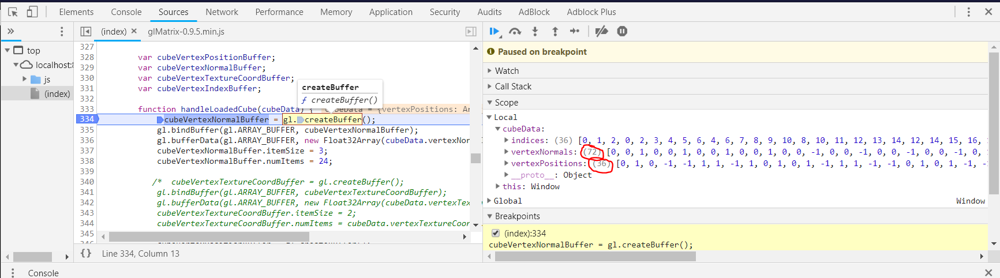 Elements Console Sources Network Performance Memory Application Security Audits AdBlock Adblock Plus
(index) glMatrix-0.9.5.min.js
top
localhost:8
js
(index)
327
328 var cubeVertexPositionBuffer;
329 var cubeVertexNormalBuffer;
330 var cubeVertexTextureCoordBuffer;
331 var cubeVertexIndexBuffer;
332
333 function handleLoadedCube(cubeData) { cubeData = {vertexPositions: Ar
334 cubeVertexNormalBuffer = gl.createBuffer();
335 gl.bindBuffer(gl.ARRAY_BUFFER, cubeVertexNormalBuffer);
336 gl.bufferData(gl.ARRAY_BUFFER, new Float32Array(cubeData.vertexNor
337 cubeVertexNormalBuffer.itemSize = 3;
338 cubeVertexNormalBuffer.numItems = 24;
339
340 /* cubeVertexTextureCoordBuffer = gl.createBuffer();
341 gl.bindBuffer(gl.ARRAY_BUFFER, cubeVertexTextureCoordBuffer);
342 gl.bufferData(gl.ARRAY_BUFFER, new Float32Array(cubeData.vertexTex
343 cubeVertexTextureCoordBuffer.itemSize = 2;
344 cubeVertexTextureCoordBuffer.numItems = cubeData.vertexTextureCoor
345
createBuffer
ƒ createBuffer()
{} Line 334, Column 13
Paused on breakpoint
Watch
Call Stack
Scope
Local
cubeData:
indices: (36) [0, 1, 2, 0, 2, 3, 4, 5, 6, 4, 6, 7, 8, 9, 10, 8, 10, 11, 12, 13, 14, 12, 14, 15, 16, 1
vertexNormals: (72) [0, 0, 1, 0, 0, 1, 0, 0, 1, 0, 0, 1, 0, 0, -1, 0, 0, -1, 0, 0, -1, 0, 0, -1, 0, 1
vertexPositions: (36) [0, 1, 0, -1, -1, 1, 1, -1, 1, 0, 1, 0, 1, -1, 1, 1, -1, -1, 0, 1, 0, 1, -1, -1
__proto__: Object
this: Window
Global Window
Breakpoints
(index):334
cubeVertexNormalBuffer = gl.createBuffer();
Console